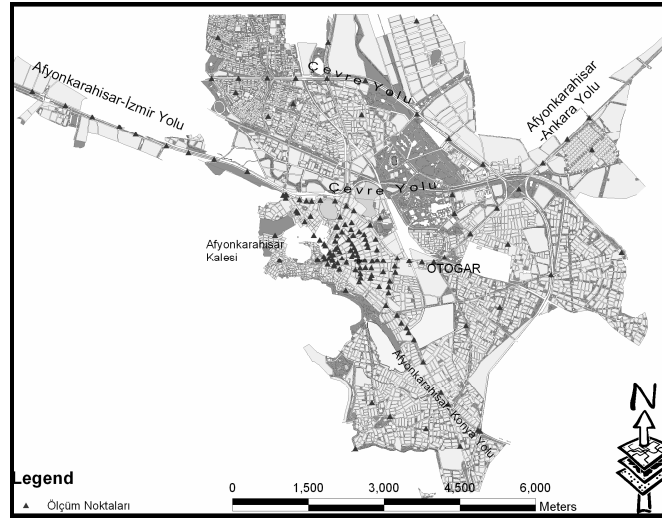 Çevre Yolu
Afyonkarahisar-İzmir Yolu
Afyonkarahisar
-Ankara Yolu
Çevre Yolu
Afyonkarahisar
Kalesi
OTOGAR
Afyonkarahisar-Konya Yolu
N
Legend
Ölçüm Noktaları
0 1,500 3,000 4,500 6,000
Meters